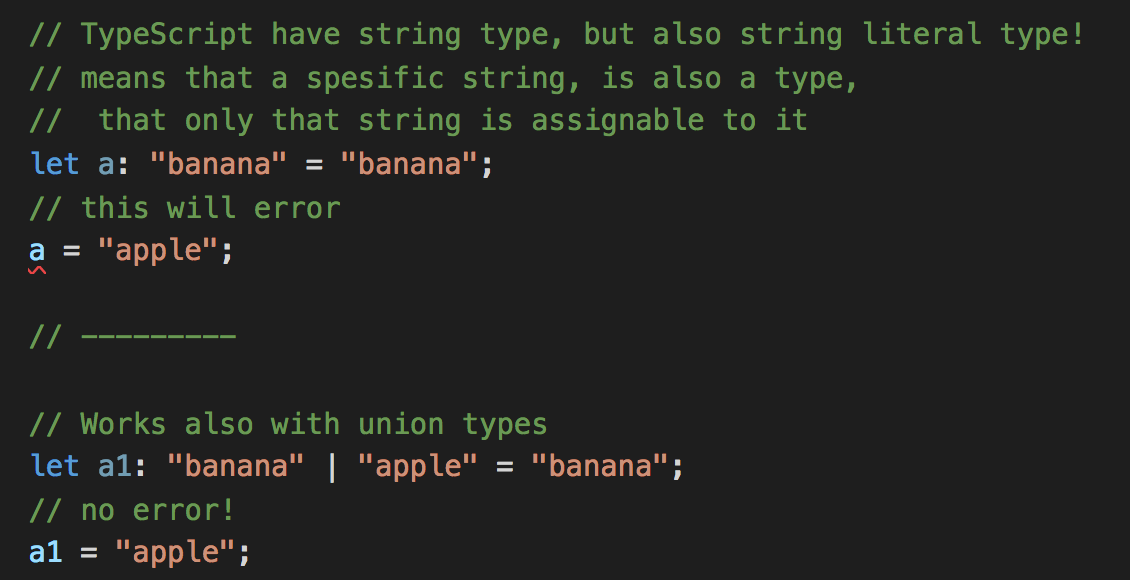 // TypeScript have string type, but also string literal type!
// means that a spesific string, is also a type,
//  that only that string is assignable to it
let a: "banana" = "banana";
// this will error
a = "apple";
// ---------
// Works also with union types
let a1: "banana" | "apple" = "banana";
// no error!
a1 = "apple";